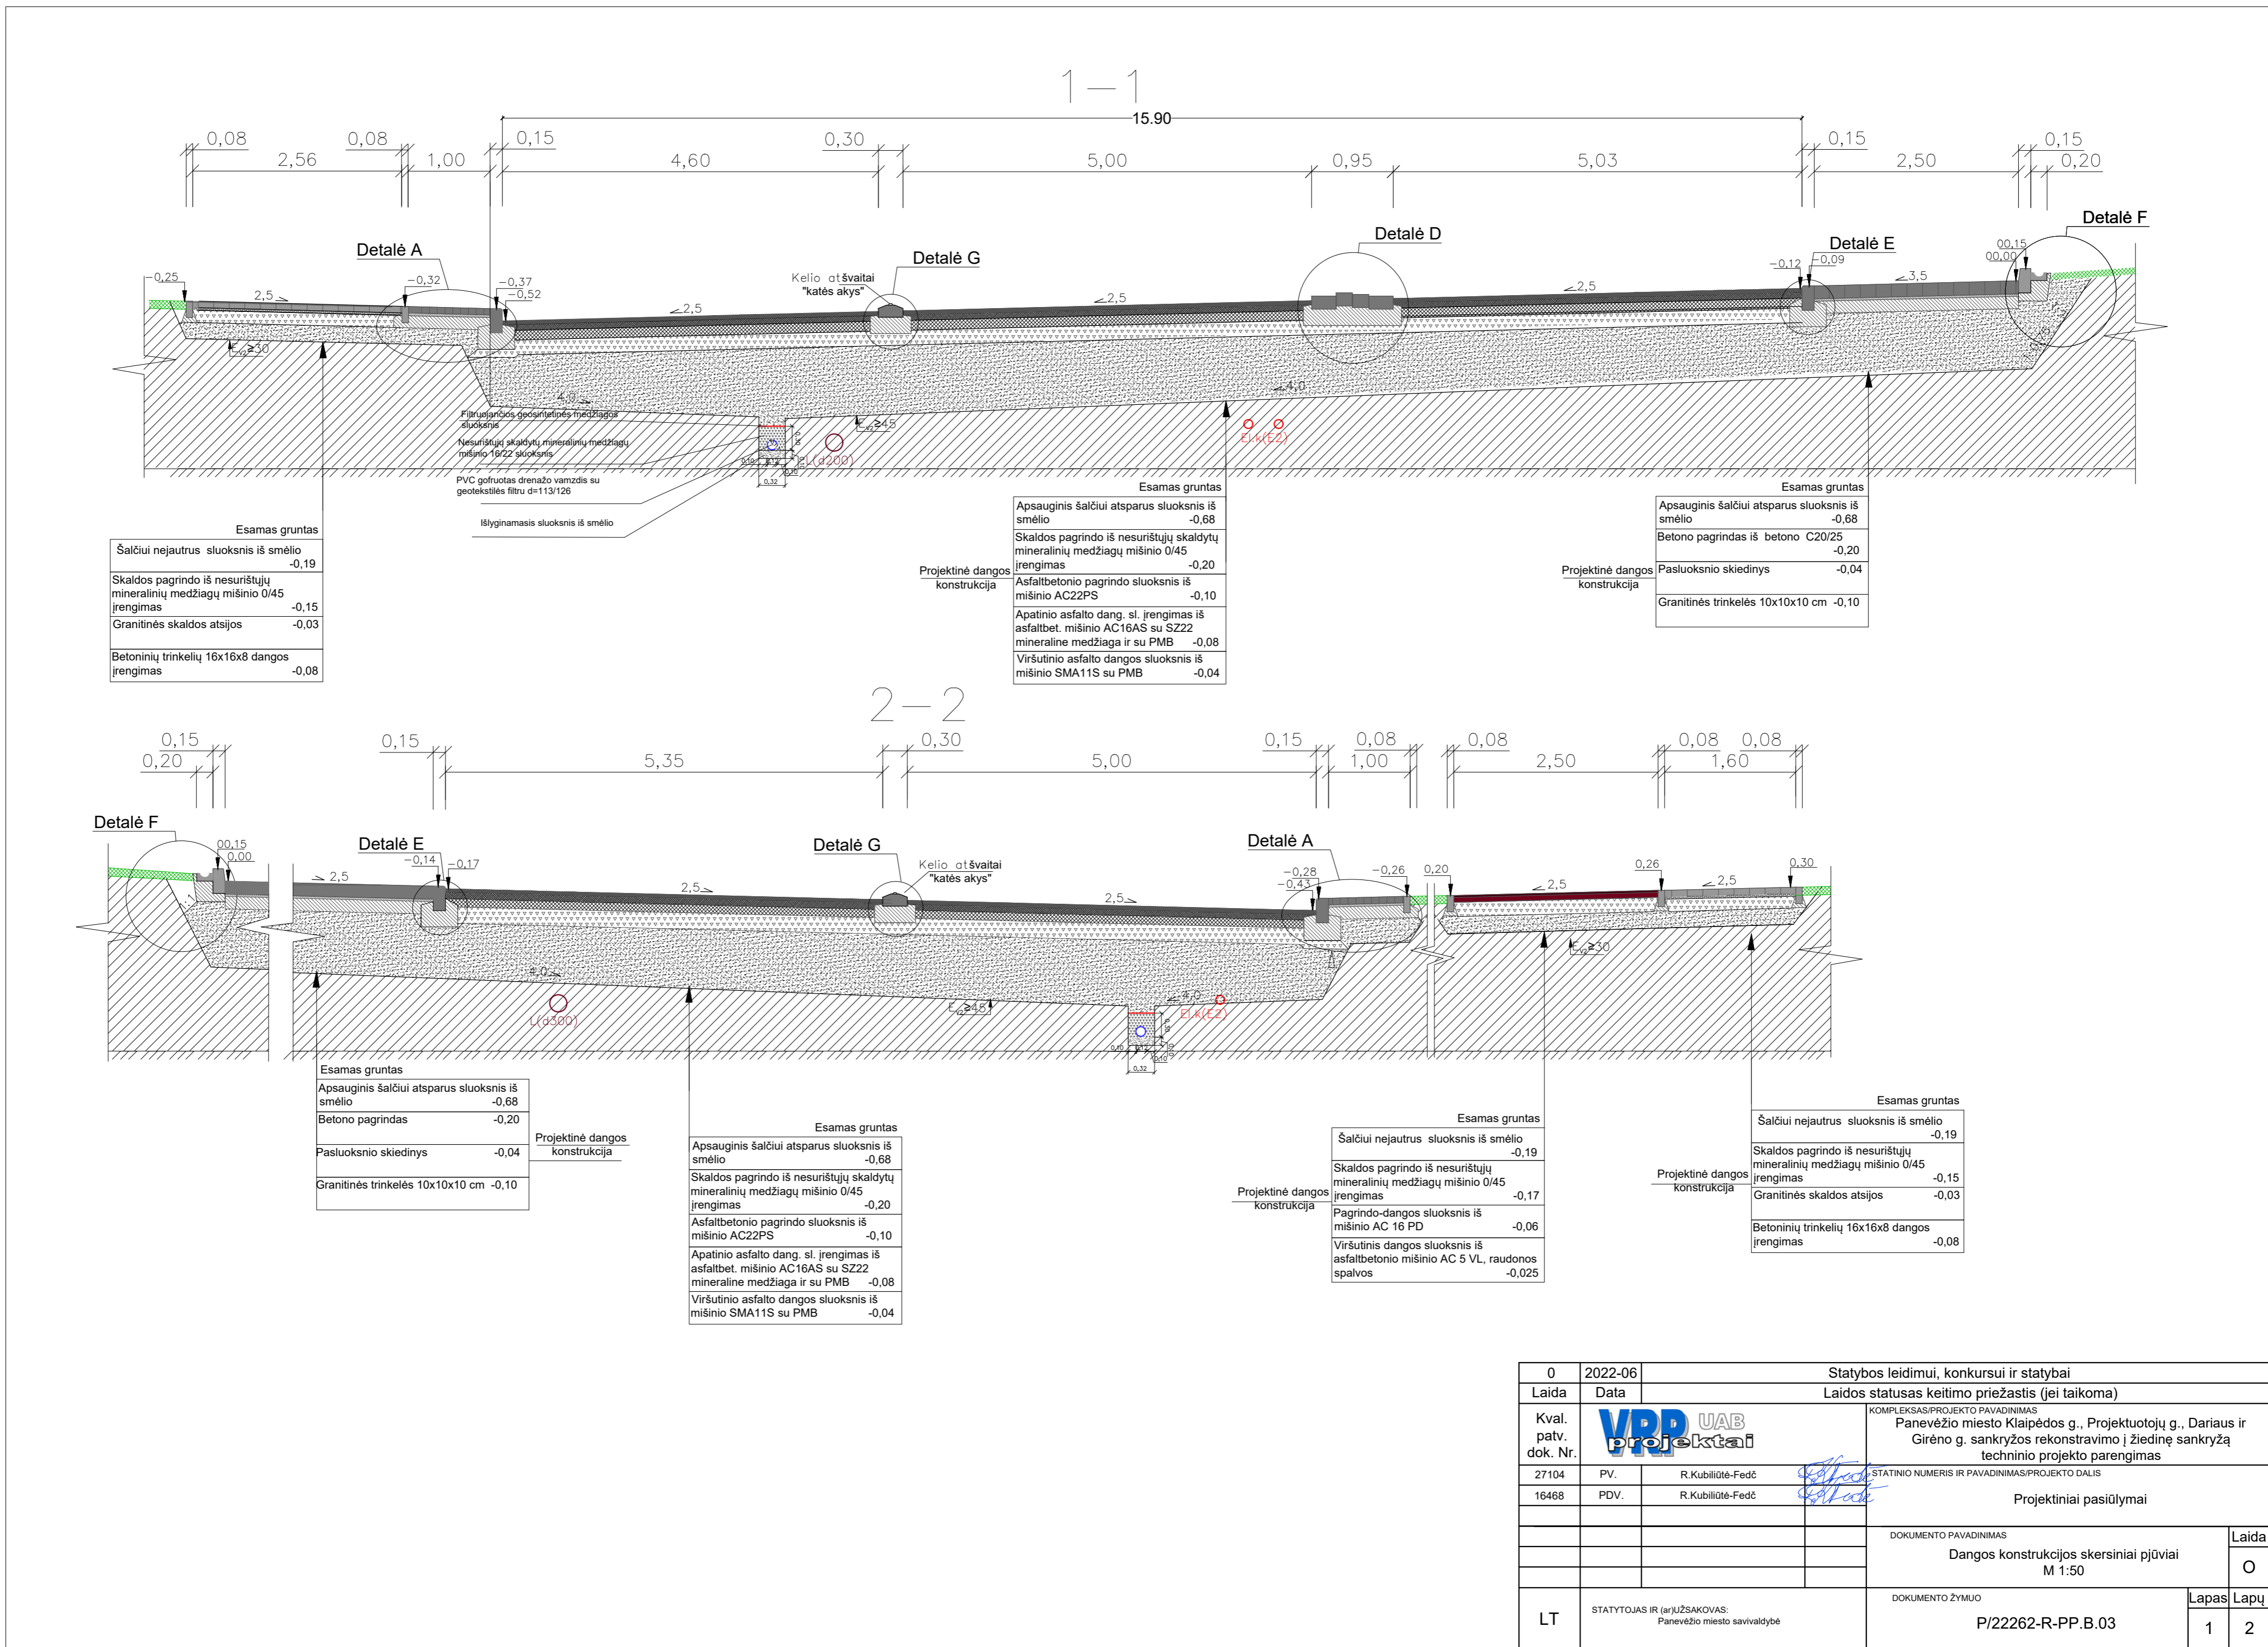 1-1
15.90
0,08
0,08
0,15
0,30
0,15
0,15
2,56
1,00
4,60
5,00
0,95
5,03
2,50
0,20
Detalė A
Detalė G
Detalė D
Detalė E
Detalė F
Kelio atšvaitai
"katės akys"
-0,25
-0,32
-0,37
-0,52
-0,12
-0,09
00,15
00,00
2,5
2,5
2,5
2,5
3,5
Ev2≥30
4,0
4,0
Ev2≥45
Filtruojančios geosintetinės medžiagos
sluoksnis
Nesurištųjų skaldytų mineralinių medžiagų
mišinio 16/22 sluoksnis
PVC gofruotas drenažo vamzdis su
geotekstilės filtru d=113/126
Išlyginamasis sluoksnis iš smėlio
L(d200)
El.k(E2)
0,10
0,10
0,32
Esamas gruntas
Šalčiui nejautrus sluoksnis iš smėlio
-0,19
Skaldos pagrindo iš nesurištųjų
mineralinių medžiagų mišinio 0/45
įrengimas -0,15
Granitinės skaldos atsijos -0,03
Betoninių trinkelių 16x16x8 dangos
įrengimas -0,08
Esamas gruntas
Projektinė dangos
konstrukcija
Apsauginis šalčiui atsparus sluoksnis iš
smėlio -0,68
Skaldos pagrindo iš nesurištųjų skaldytų
mineralinių medžiagų mišinio 0/45
įrengimas -0,20
Asfaltbetonio pagrindo sluoksnis iš
mišinio AC22PS -0,10
Apatinio asfalto dang. sl. įrengimas iš
asfaltbet. mišinio AC16AS su SZ22
mineraline medžiaga ir su PMB -0,08
Viršutinio asfalto dangos sluoksnis iš
mišinio SMA11S su PMB -0,04
Esamas gruntas
Projektinė dangos
konstrukcija
Apsauginis šalčiui atsparus sluoksnis iš
smėlio -0,68
Betono pagrindas iš betono C20/25
-0,20
Pasluoksnio skiedinys -0,04
Granitinės trinkelės 10x10x10 cm -0,10
2-2
0,15
0,15
0,30
0,15
0,08
0,08
0,08
0,08
0,20
5,35
5,00
1,00
2,50
1,60
Detalė F
Detalė E
Detalė G
Detalė A
Kelio atšvaitai
"katės akys"
00,15
0,00
-0,14
-0,17
-0,28
-0,43
-0,26
0,20
0,26
0,30
1:1
2,5
2,5
2,5
2,5
2,5
4,0
4,0
Ev2≥45
Ev2≥30
L(d300)
El.k(E2)
0,10
0,12
0,10
0,32
Esamas gruntas
Apsauginis šalčiui atsparus sluoksnis iš
smėlio -0,68
Betono pagrindas -0,20
Pasluoksnio skiedinys -0,04
Granitinės trinkelės 10x10x10 cm -0,10
Projektinė dangos
konstrukcija
Esamas gruntas
Apsauginis šalčiui atsparus sluoksnis iš
smėlio -0,68
Skaldos pagrindo iš nesurištųjų skaldytų
mineralinių medžiagų mišinio 0/45
įrengimas -0,20
Asfaltbetonio pagrindo sluoksnis iš
mišinio AC22PS -0,10
Apatinio asfalto dang. sl. įrengimas iš
asfaltbet. mišinio AC16AS su SZ22
mineraline medžiaga ir su PMB -0,08
Viršutinio asfalto dangos sluoksnis iš
mišinio SMA11S su PMB -0,04
Esamas gruntas
Projektinė dangos
konstrukcija
Šalčiui nejautrus sluoksnis iš smėlio
-0,19
Skaldos pagrindo iš nesurištųjų
mineralinių medžiagų mišinio 0/45
įrengimas -0,17
Pagrindo-dangos sluoksnis iš
mišinio AC 16 PD -0,06
Viršutinis dangos sluoksnis iš
asfaltbetonio mišinio AC 5 VL, raudonos
spalvos -0,025
Esamas gruntas
Projektinė dangos
konstrukcija
Šalčiui nejautrus sluoksnis iš smėlio
-0,19
Skaldos pagrindo iš nesurištųjų
mineralinių medžiagų mišinio 0/45
įrengimas -0,15
Granitinės skaldos atsijos -0,03
Betoninių trinkelių 16x16x8 dangos
įrengimas -0,08
0 2022-06 Statybos leidimui, konkursui ir statybai
Laida Data Laidos statusas keitimo priežastis (jei taikoma)
Kval.
patv.
dok. Nr.
VRP UAB
projektai
KOMPLEKSAS/PROJEKTO PAVADINIMAS
Panevėžio miesto Klaipėdos g., Projektuotojų g., Dariaus ir
Girėno g. sankryžos rekonstravimo į žiedinę sankryžą
techninio projekto parengimas
27104 PV. R.Kubiliūtė-Fedč
16468 PDV. R.Kubiliūtė-Fedč
STATINIO NUMERIS IR PAVADINIMAS/PROJEKTO DALIS
Projektiniai pasiūlymai
DOKUMENTO PAVADINIMAS
Dangos konstrukcijos skersiniai pjūviai
M 1:50
Laida
O
LT
STATYTOJAS IR (ar)UŽSAKOVAS:
Panevėžio miesto savivaldybė
DOKUMENTO ŽYMUO
P/22262-R-PP.B.03
Lapas Lapų
1 2